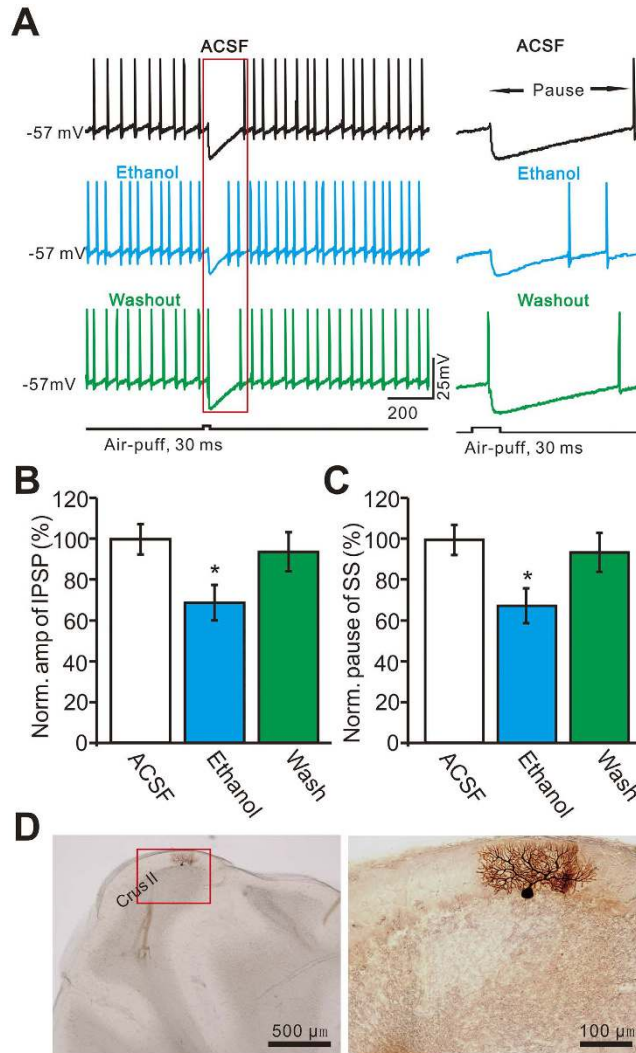 A
ACSF
ACSF
Pause
-57 mV
Ethanol
Ethanol
-57 mV
Washout
Washout
-57mV
25mV
200
Air-puff, 30 ms
Air-puff, 30 ms
B
C
Norm. amp of IPSP (%)
120
100
80
60
40
20
0
*
ACSF
Ethanol
Wash
Norm. pause of SS (%)
120
100
80
60
40
20
0
*
ACSF
Ethanol
Wash
D
Crus II
500 μm
100 μm